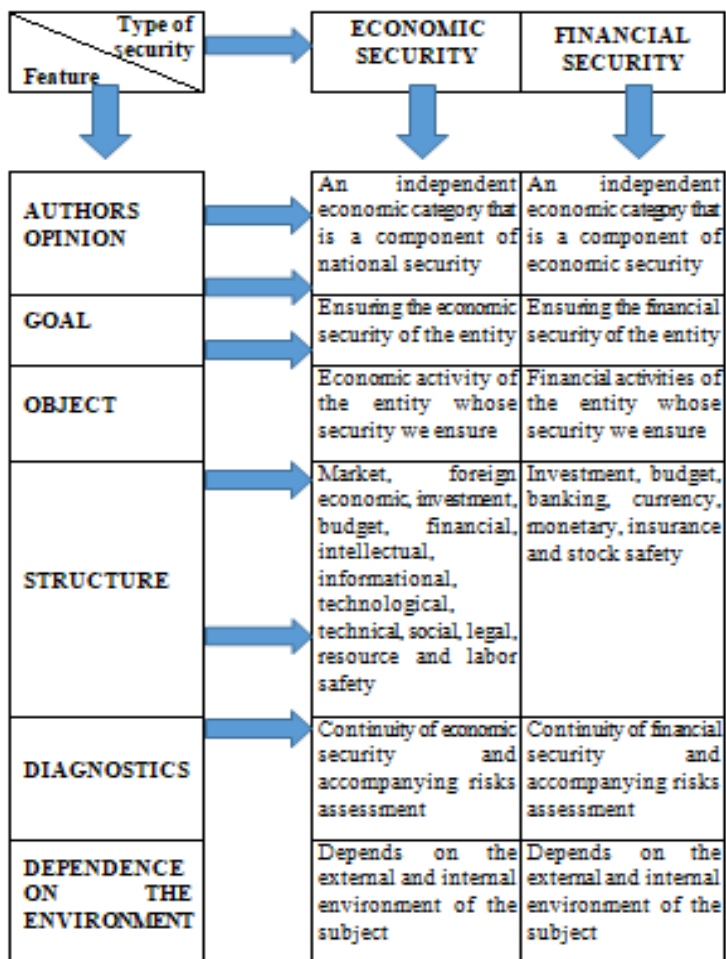 Type of
security
Feature
ECONOMIC
SECURITY
FINANCIAL
SECURITY
AUTHORS
OPINION
An independent
economic category that
is a component of
national security
An independent
economic category that
is a component of
economic security
GOAL
Ensuring the economic
security of the entity
Ensuring the financial
security of the entity
OBJECT
Economic activity of
the entity whose
security we ensure
Financial activities of
the entity whose
security we ensure
STRUCTURE
Market, foreign
economic, investment,
budget, financial,
intellectual,
informational,
technological,
technical, social, legal,
resource and labor
safety
Investment, budget,
banking, currency,
monetary, insurance
and stock safety
DIAGNOSTICS
Continuity of economic
security and
accompanying risks
assessment
Continuity of financial
security and
accompanying risks
assessment
DEPENDENCE
ON THE
ENVIRONMENT
Depends on the
external and internal
environment of the
subject
Depends on the
external and internal
environment of the
subject